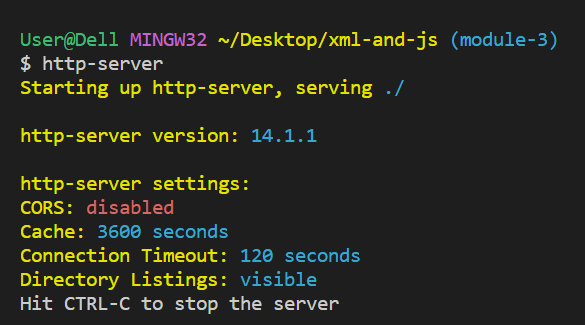 User@Dell MINGW32 ~/Desktop/xml-and-js (module-3)
$ http-server
Starting up http-server, serving ./
http-server version: 14.1.1
http-server settings:
CORS: disabled
Cache: 3600 seconds
Connection Timeout: 120 seconds
Directory Listings: visible
Hit CTRL-C to stop the server